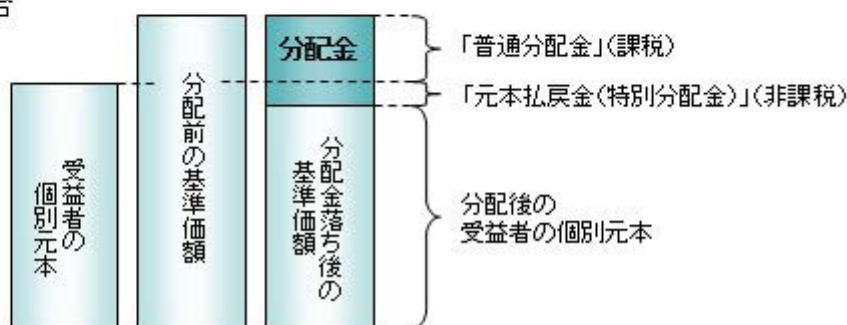 分配金
「普通分配金」(課税)
「元本払戻金(特別分配金)」(非課税)
受益者の
個別元本
分配前の基準価額
分配金落ち後の
基準価額
分配後の
受益者の個別元本